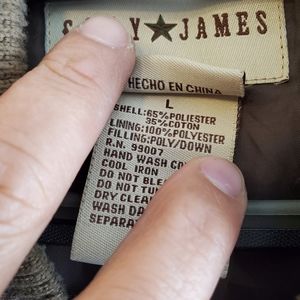 JAMES
HECHO EN CHINA
L
SHELL:65%POLYESTER
35%COTON
LINING:100%POLYESTER
FILLING:POLY/DOWN
R.N. 99007
HAND WASH
COOL IRON
DO NOT
DO NOT
DRY
WASH